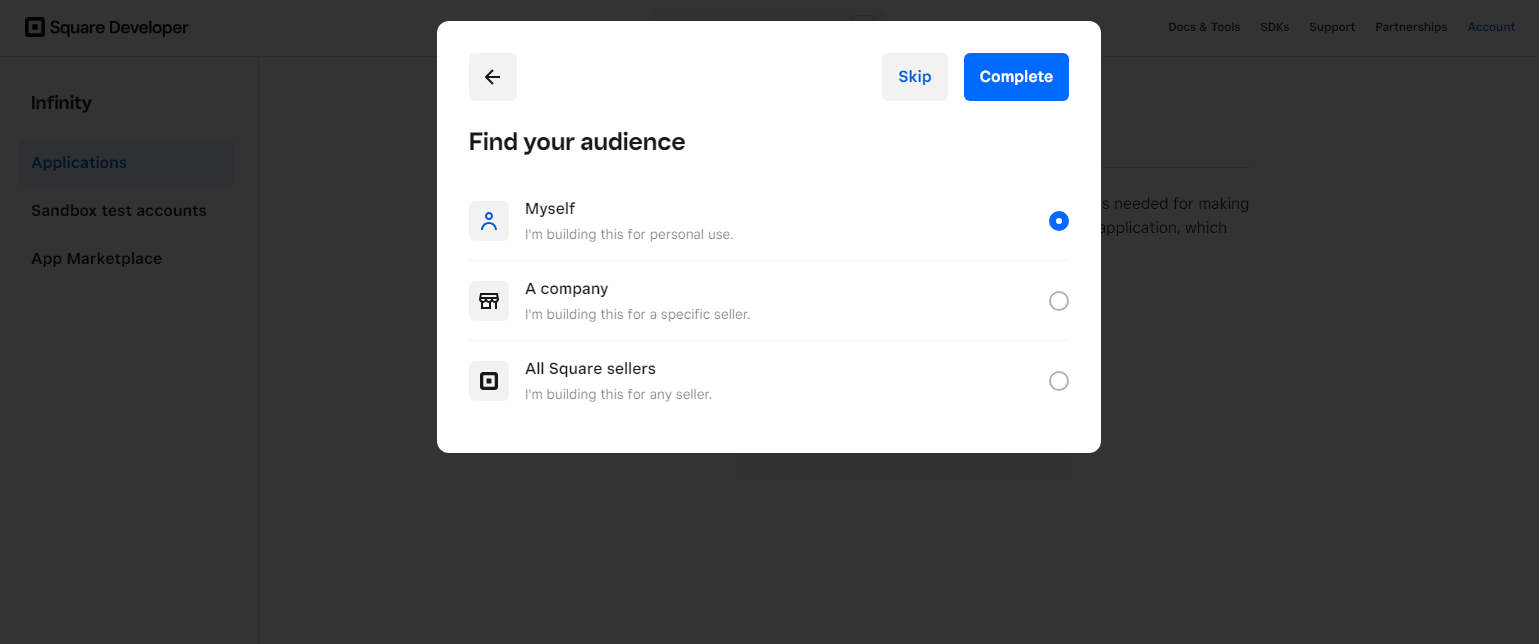 Square Developer
Docs & Tools
SDKs
Support
Partnerships
Account
Infinity
Applications
Sandbox test accounts
App Marketplace
Skip
Complete
Find your audience
Myself
I'm building this for personal use.
A company
I'm building this for a specific seller.
All Square sellers
I'm building this for any seller.
s needed for making
application, which